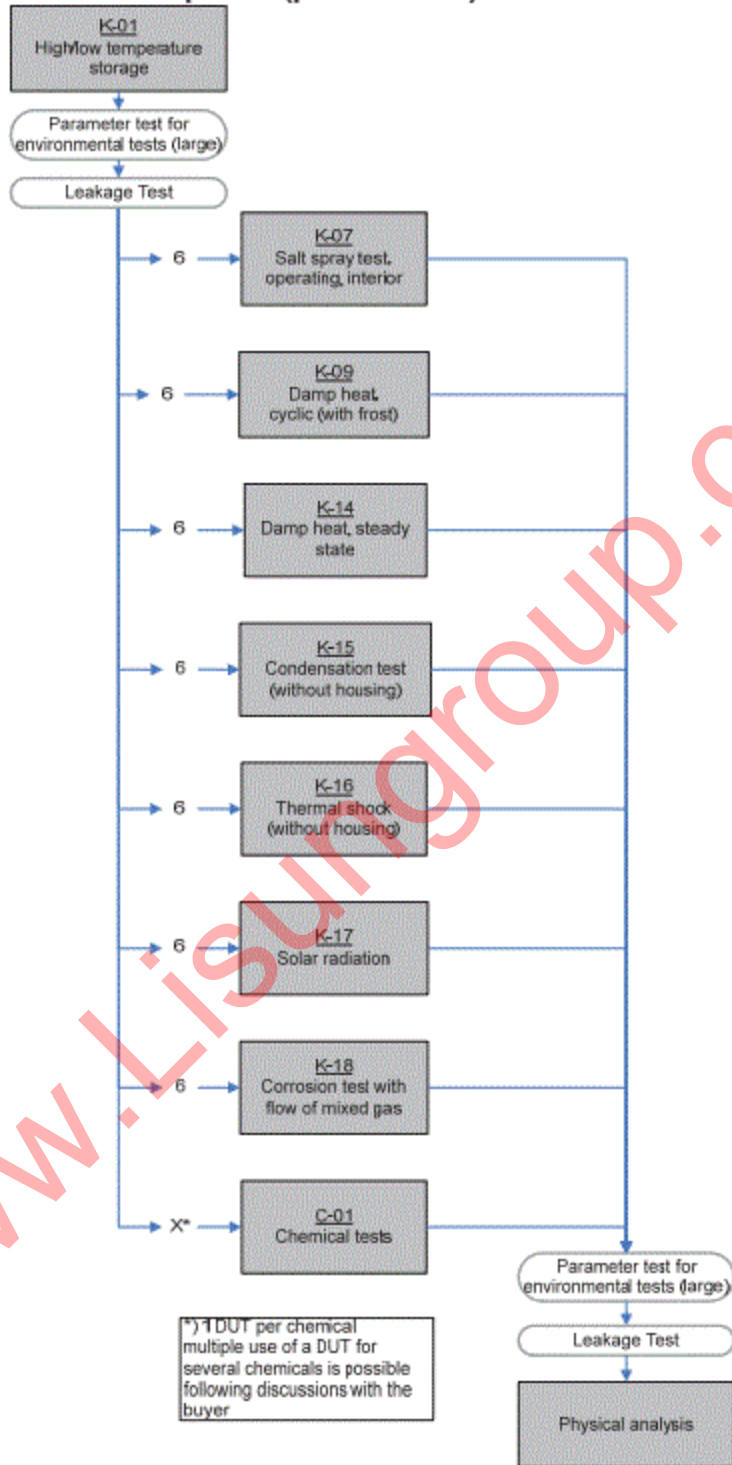 K-01
High/low temperature
storage
Parameter test for
environmental tests (large)
Leakage Test
6
K-07
Salt spray test,
operating, interior
6
K-09
Damp heat,
cyclic (with frost)
6
K-14
Damp heat, steady
state
6
K-15
Condensation test
(without housing)
6
K-16
Thermal shock
(without housing)
6
K-17
Solar radiation
6
K-18
Corrosion test with
flow of mixed gas
X*
C-01
Chemical tests
*) 1 DUT per chemical
multiple use of a DUT for
several chemicals is possible
following discussions with the
buyer
Parameter test for
environmental tests (large)
Leakage Test
Physical analysis
w.Lisungroup.c